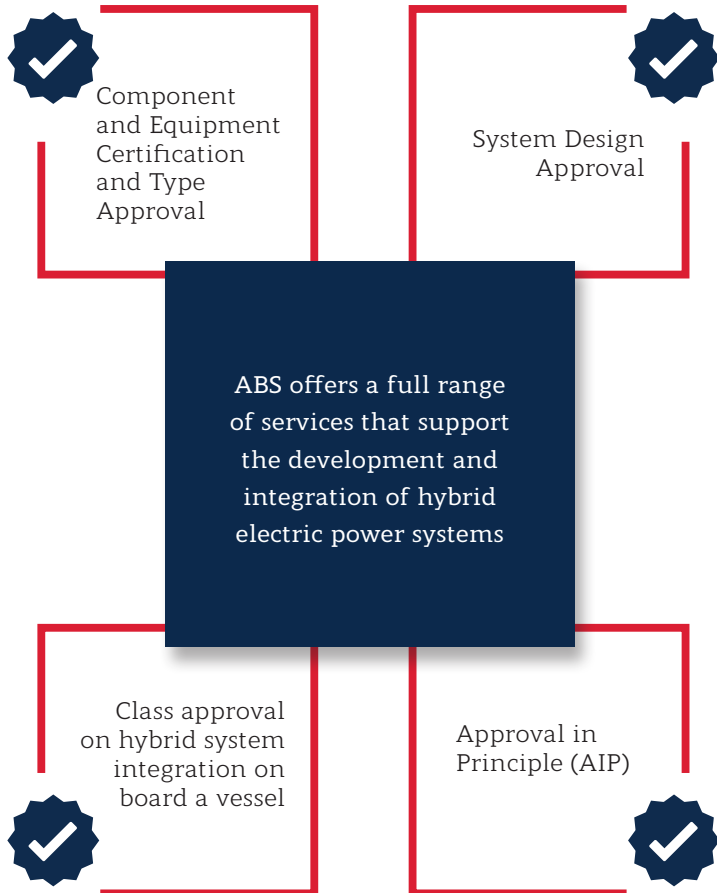 Component
and Equipment
Certification
and Type
Approval
System Design
Approval
ABS offers a full range
of services that support
the development and
integration of hybrid
electric power systems
Class approval
on hybrid system
integration on
board a vessel
Approval in
Principle (AIP)